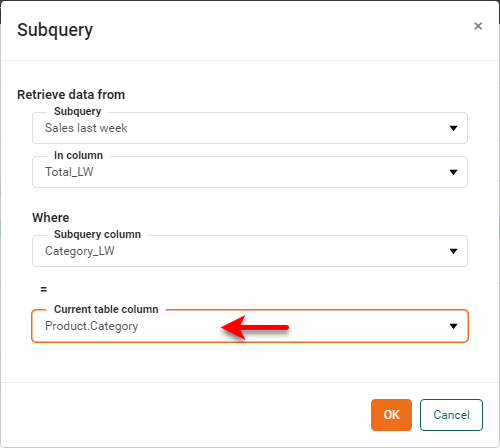 Subquery
×
Retrieve data from
Subquery
Sales last week
In column
Total_LW
Where
Subquery column
Category_LW
=
Current table column
Product.Category
OK
Cancel